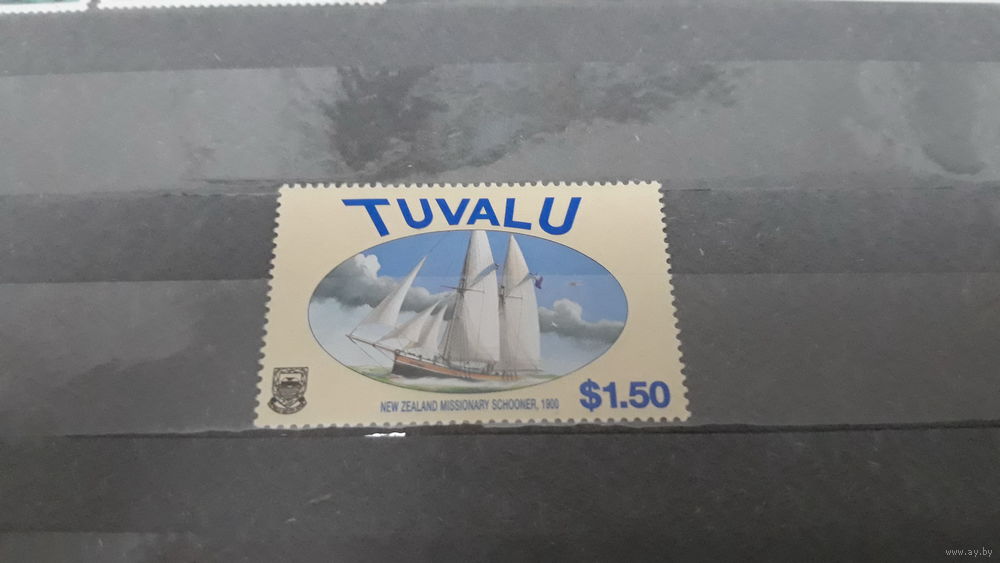 TUVALU
NEW ZEALAND MISSIONARY SCHOONER, 1900
$1.50
www.ay.by